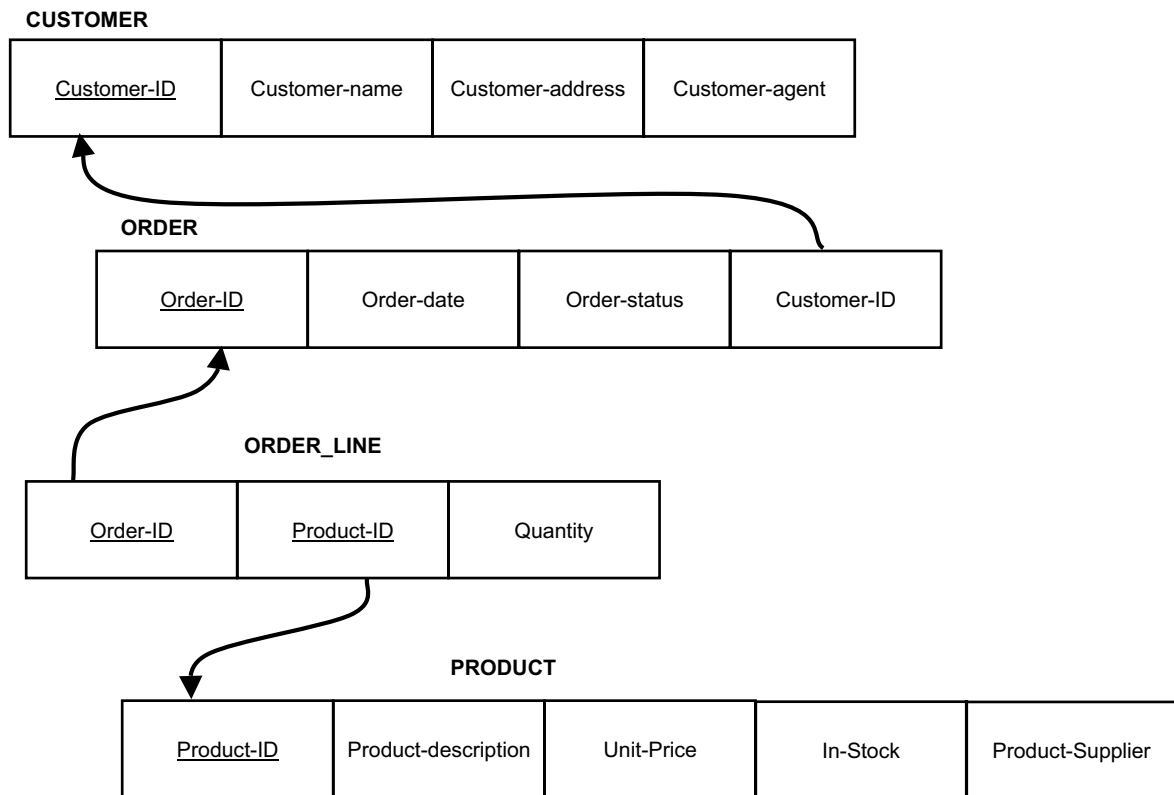 CUSTOMER
Customer-ID Customer-name Customer-address Customer-agent
ORDER
Order-ID Order-date Order-status Customer-ID
ORDER_LINE
Order-ID Product-ID Quantity
PRODUCT
Product-ID Product-description Unit-Price In-Stock Product-Supplier